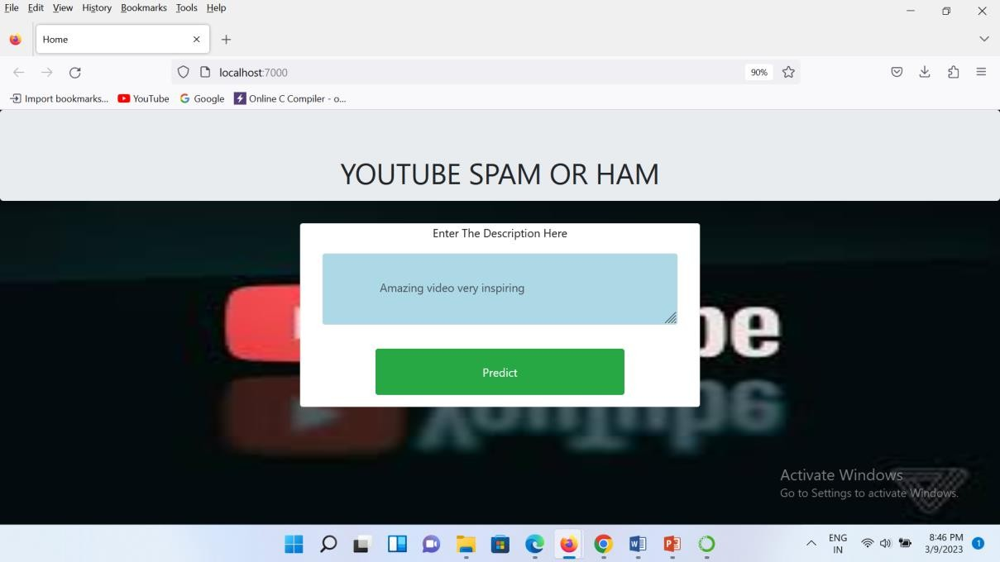 File Edit View History Bookmarks Tools Help
Home
localhost:7000
90%
Import bookmarks... YouTube Google Online C Compiler - o...
YOUTUBE SPAM OR HAM
Enter The Description Here
Amazing video very inspiring
be
Predict
YouTube
Activate Windows
Go to Settings to activate Windows.
ENG
IN
8:46 PM
3/9/2023
1